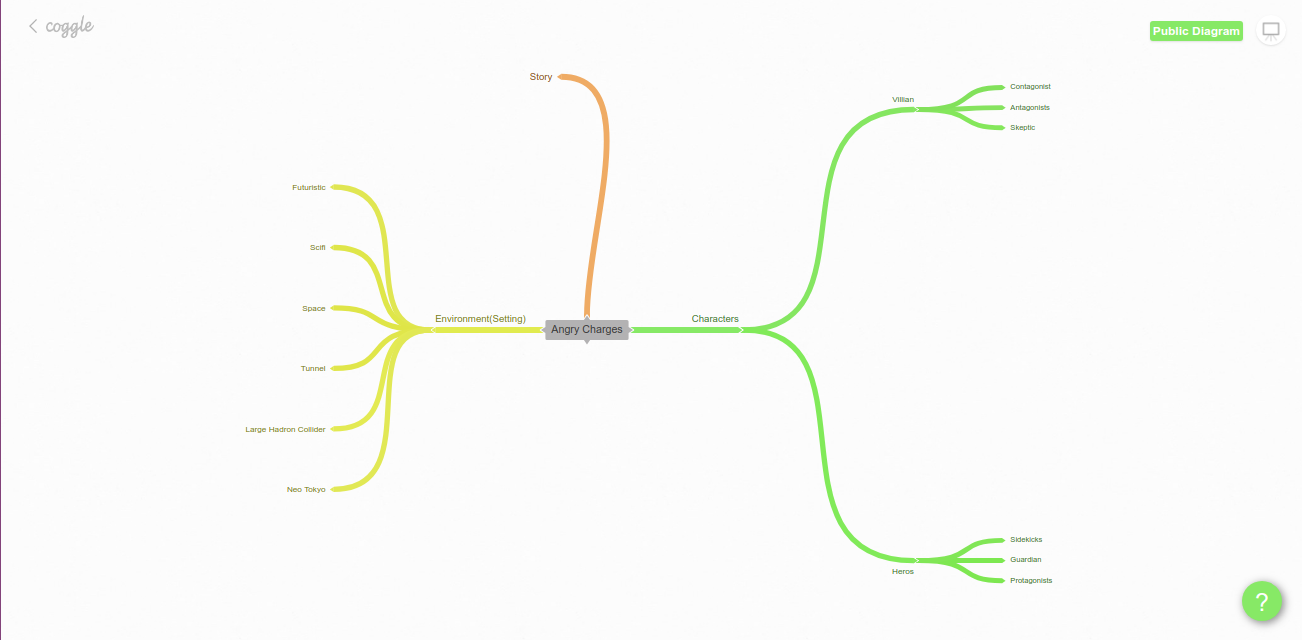 coggle
Public Diagram
Story
Villian
Contagonist
Antagonists
Skeptic
Futuristic
Scifi
Space
Environment(Setting)
Angry Charges
Characters
Tunnel
Large Hadron Collider
Neo Tokyo
Heros
Sidekicks
Guardian
Protagonists
?